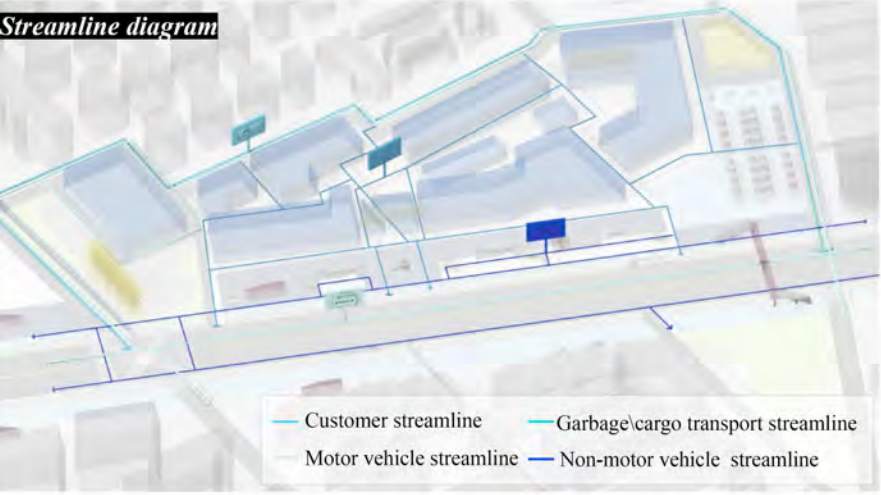 Streamline diagram
Customer streamline
Garbage\cargo transport streamline
Motor vehicle streamline
Non-motor vehicle streamline